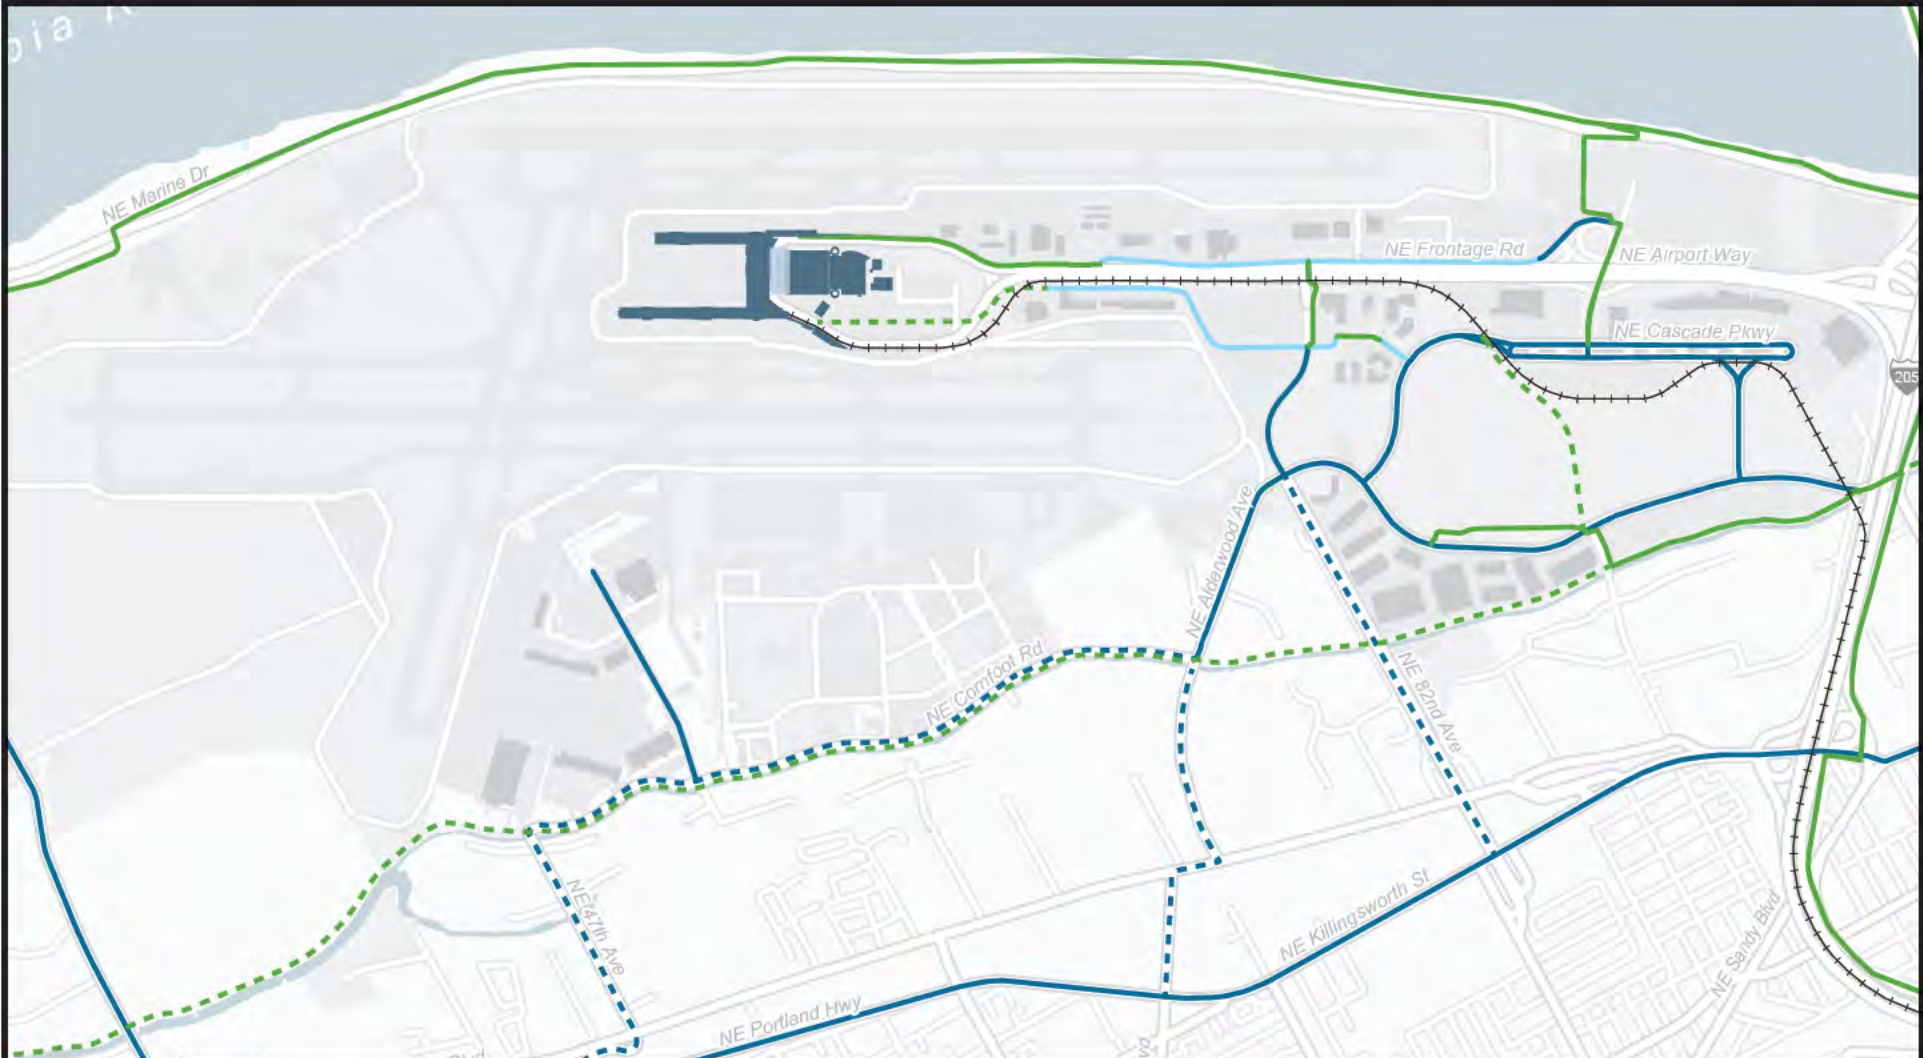 NE Marine Dr
NE Frontage Rd
NE Airport Way
NE Cascade Pkwy
205
NE Alderwood Ave
NE Cornfoot Rd
NE 82nd Ave
NE 47th Ave
NE Killingsworth St
NE Sandy Blvd
NE Portland Hwy